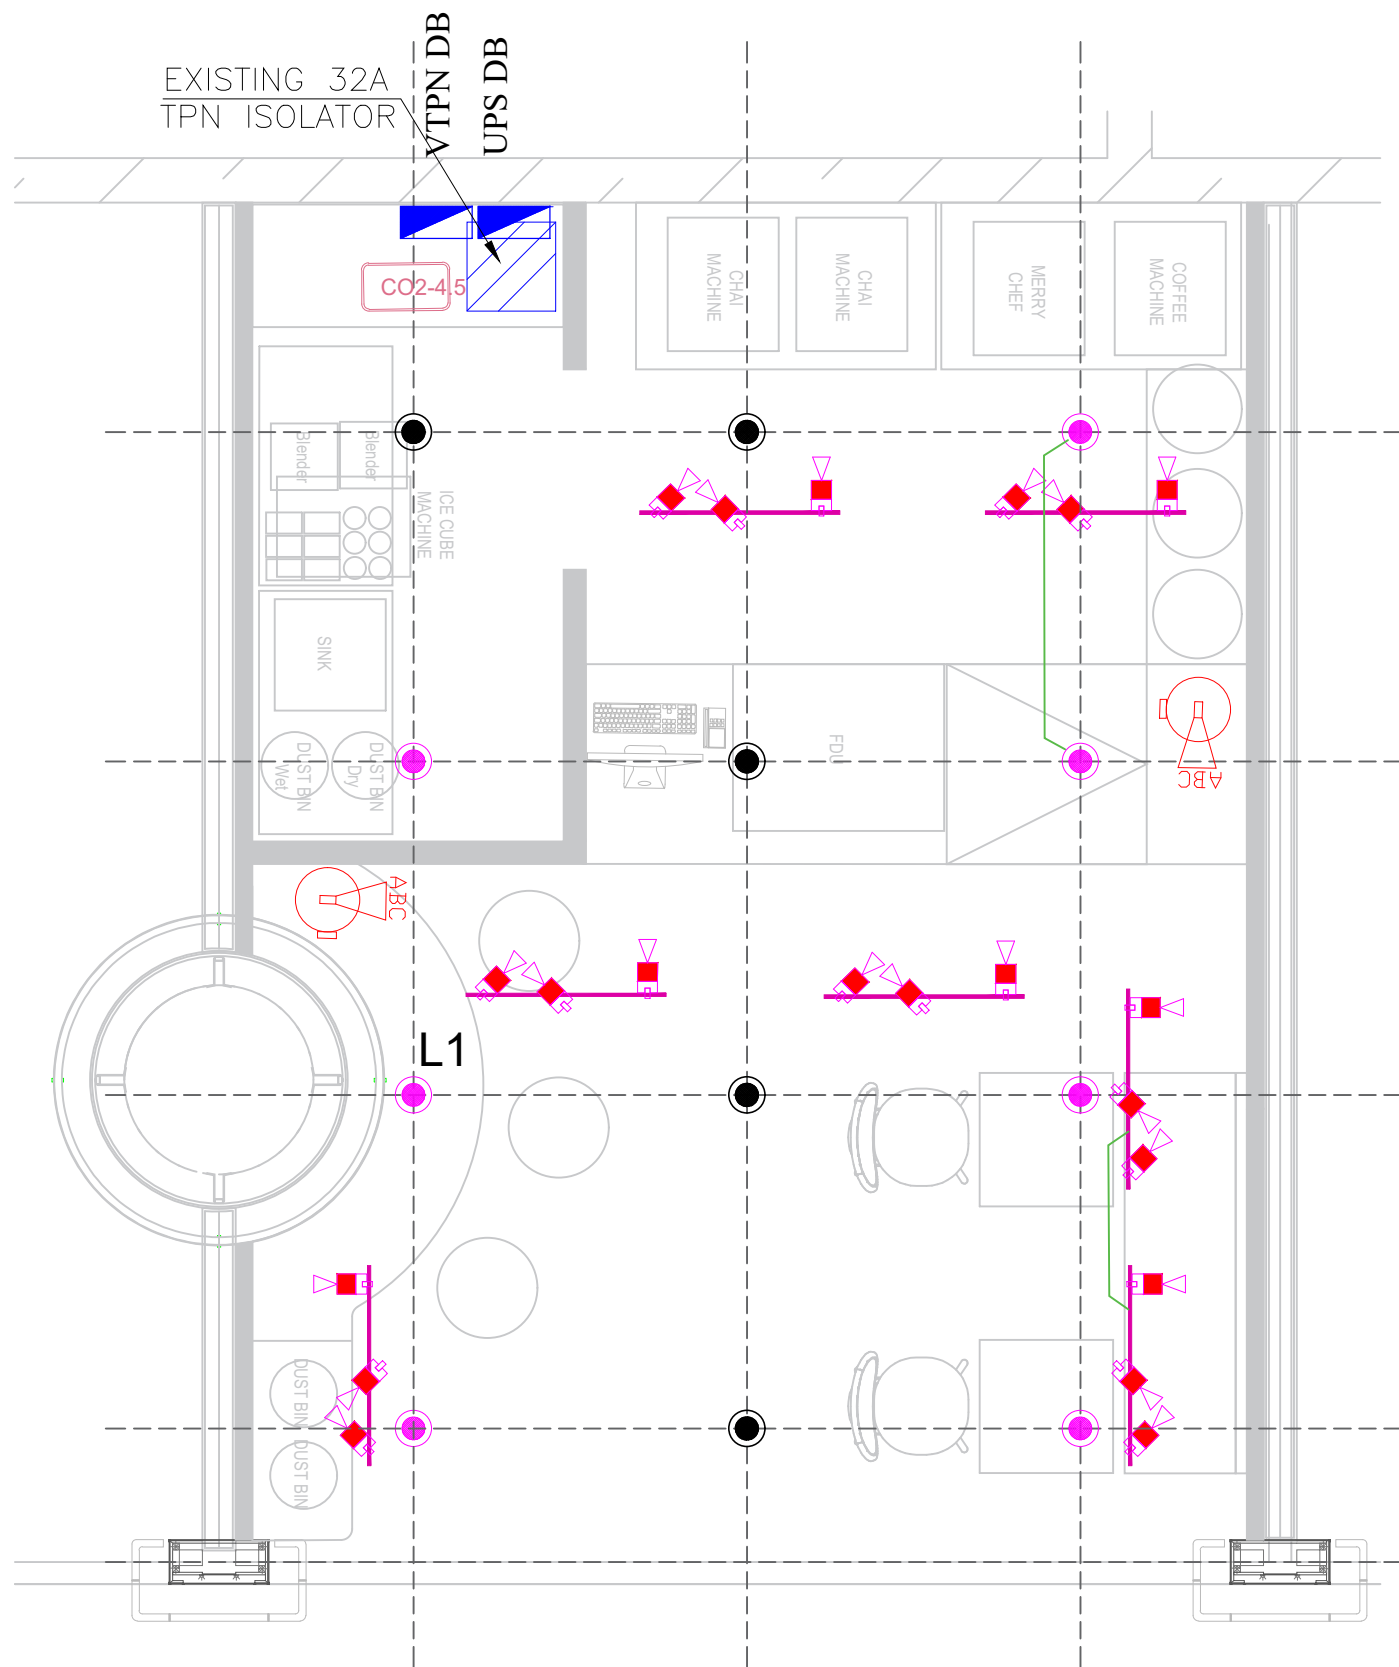 EXISTING 32A
TPN ISOLATOR
VTPN DB
UPS DB
CO2-4.5
CHAI
MACHINE
CHAI
MACHINE
MERRY
CHEF
COFFEE
MACHINE
Blender
Blender
ICE CUBE
MACHINE
SINK
DUST BIN
Wet
DUST BIN
Dry
FDU
ABC
ABC
L1
DUST BIN
DUST BIN